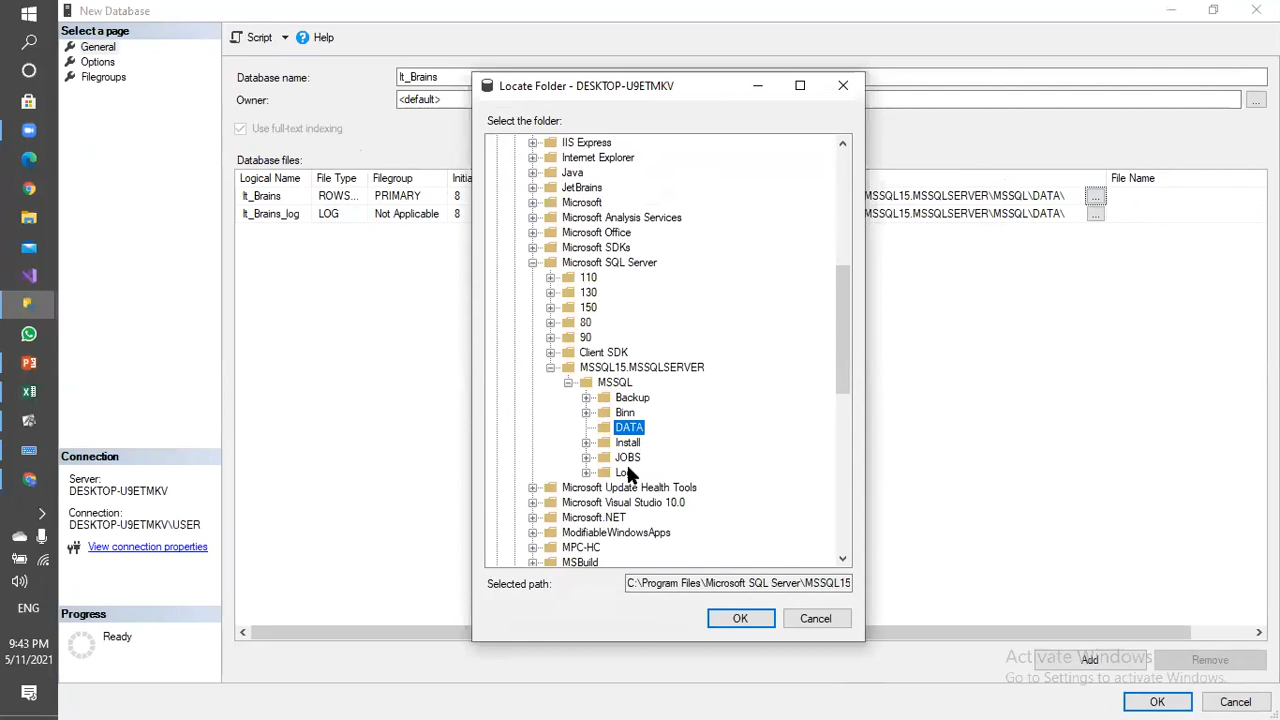 New Database
Select a page
General
Options
Filegroups
Script
Help
Database name:
It_Brains
Owner:
<default>
...
Use full-text indexing
Database files:
Logical Name File Type Filegroup Initia File Name
It_Brains ROWS... PRIMARY 8 MSSQL15.MSSQLSERVER\MSSQL\DATA\ ...
It_Brains_log LOG Not Applicable 8 MSSQL15.MSSQLSERVER\MSSQL\DATA\ ...
Locate Folder - DESKTOP-U9ETMKV
Select the folder:
IIS Express
Internet Explorer
Java
JetBrains
Microsoft
Microsoft Analysis Services
Microsoft Office
Microsoft SDKs
Microsoft SQL Server
110
130
150
80
90
Client SDK
MSSQL15.MSSQLSERVER
MSSQL
Backup
Binn
DATA
Install
JOBS
Microsoft Update Health Tools
Microsoft Visual Studio 10.0
Microsoft.NET
ModifiableWindowsApps
MPC-HC
MSBuild
Selected path:
C:\Program Files\Microsoft SQL Server\MSSQL15
OK Cancel
Connection
Server:
DESKTOP-U9ETMKV
Connection:
DESKTOP-U9ETMKV\USER
View connection properties
Progress
Ready
Add Remove
Activate Windows
Go to Settings to activate Windows.
OK Cancel
ENG
9:43 PM
5/11/2021